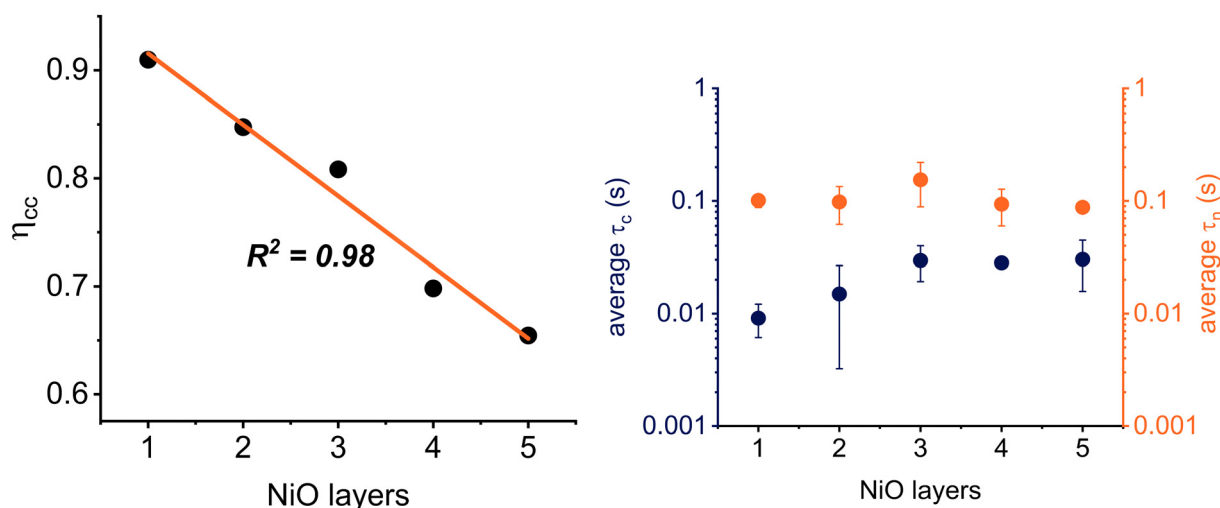 η_cc
0.9
0.8
0.7
0.6
R² = 0.98
1 2 3 4 5
NiO layers
average τ_c (s)
1
0.1
0.01
0.001
1 2 3 4 5
NiO layers
1
0.1
0.01
0.001
average τ_n (s)